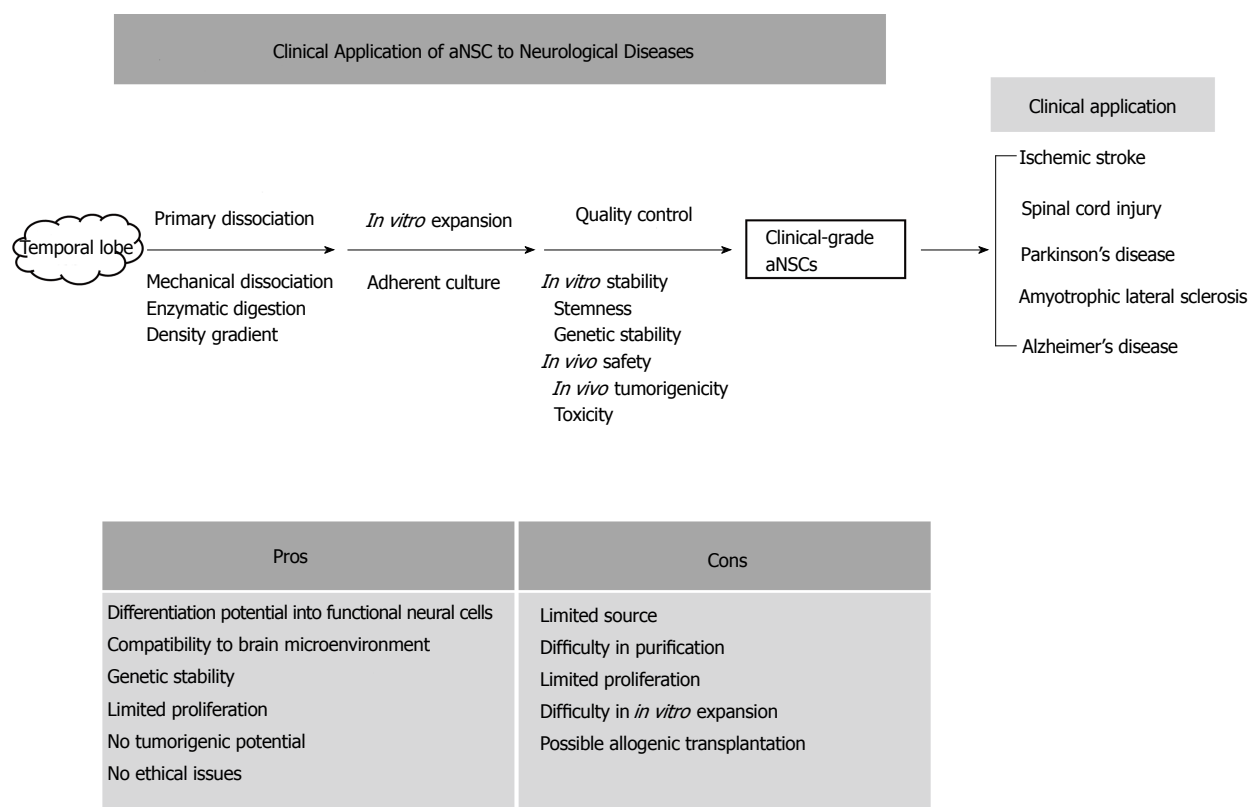 Clinical Application of aNSC to Neurological Diseases
Clinical application
Temporal lobe
Primary dissociation
Mechanical dissociation
Enzymatic digestion
Density gradient
In vitro expansion
Adherent culture
Quality control
In vitro stability
Stemness
Genetic stability
In vivo safety
In vivo tumorigenicity
Toxicity
Clinical-grade
aNSCs
Ischemic stroke
Spinal cord injury
Parkinson's disease
Amyotrophic lateral sclerosis
Alzheimer's disease
Pros
Differentiation potential into functional neural cells
Compatibility to brain microenvironment
Genetic stability
Limited proliferation
No tumorigenic potential
No ethical issues
Cons
Limited source
Difficulty in purification
Limited proliferation
Difficulty in in vitro expansion
Possible allogenic transplantation